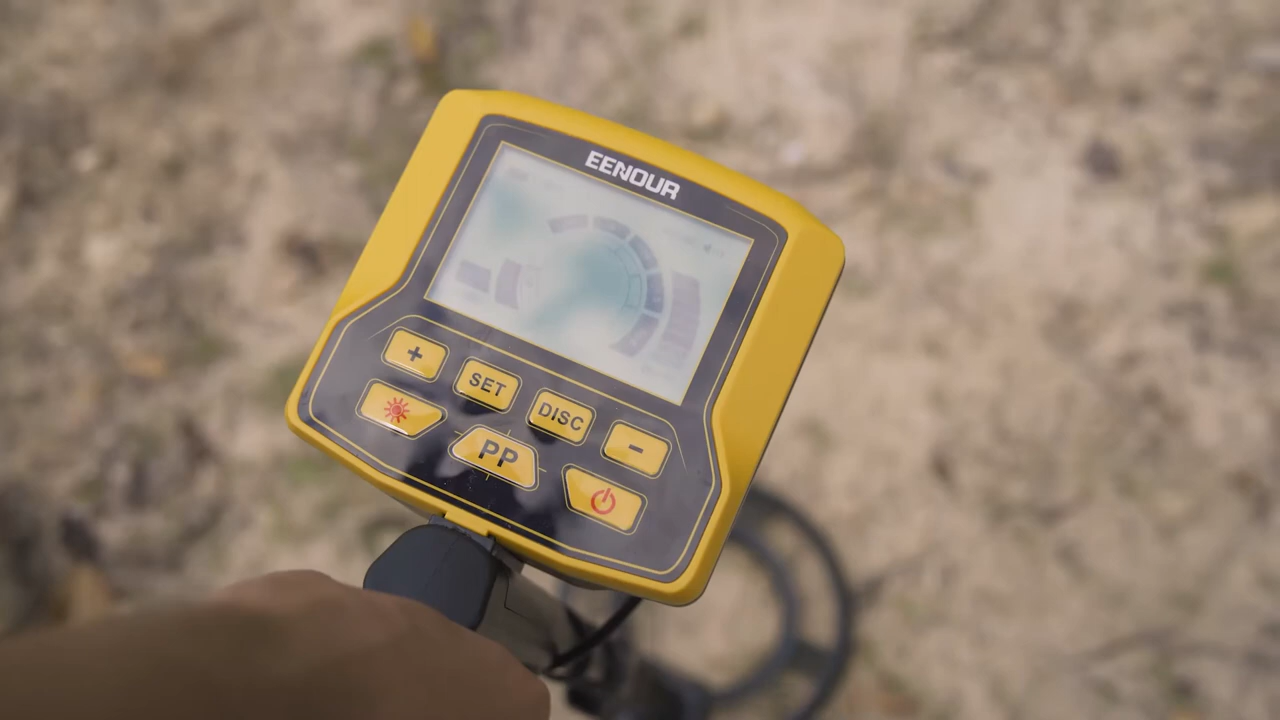 EENOUR
+
SET
DISC
-
PP